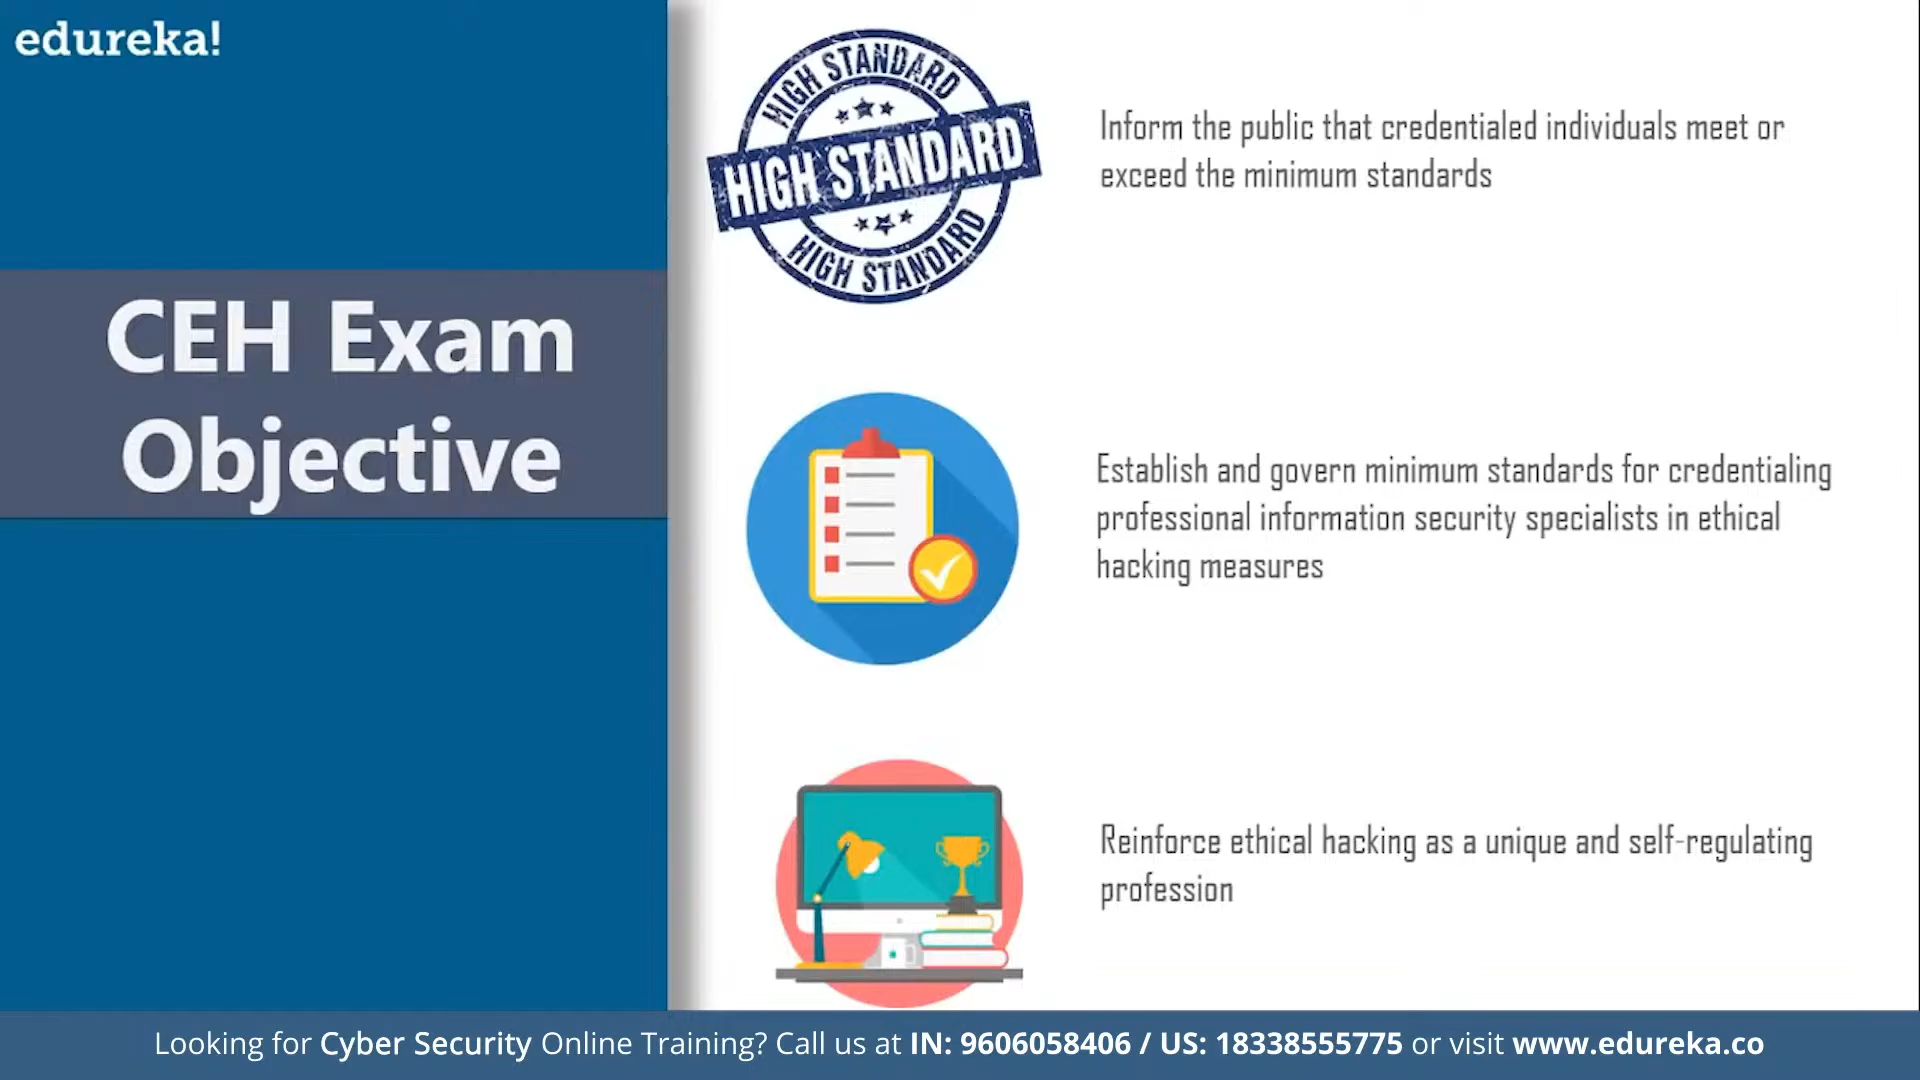 edureka!
CEH Exam
Objective
HIGH STANDARD
HIGH STANDARD
HIGH STANDARD
Inform the public that credentialed individuals meet or
exceed the minimum standards
Establish and govern minimum standards for credentialing
professional information security specialists in ethical
hacking measures
Reinforce ethical hacking as a unique and self-regulating
profession
Looking for Cyber Security Online Training? Call us at IN: 9606058406 / US: 18338555775 or visit www.edureka.co